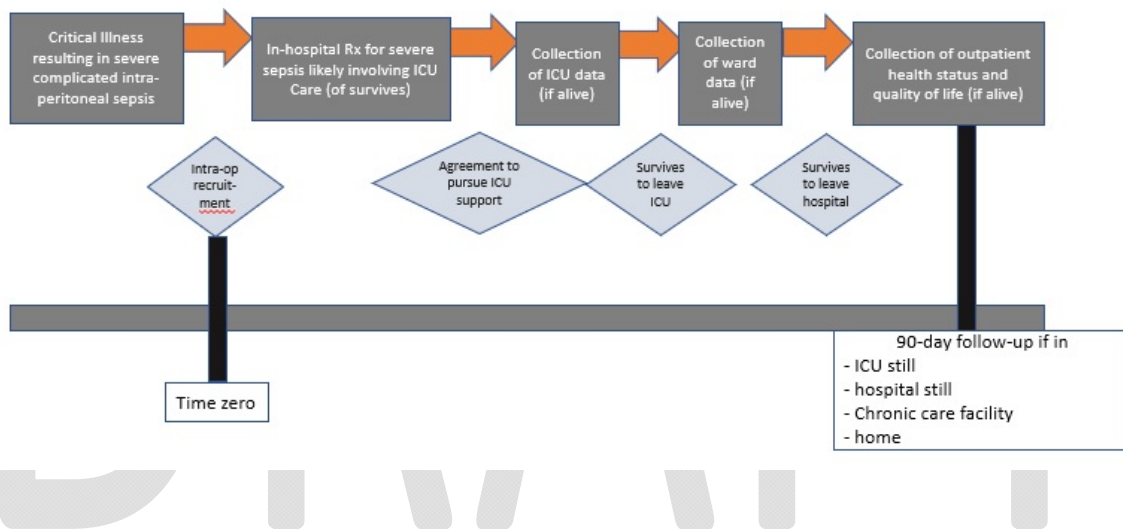 Critical Illness
resulting in severe
complicated intra-
peritoneal sepsis
In-hospital Rx for severe
sepsis likely involving ICU
Care (of survives)
Collection
of ICU data
(if alive)
Collection
of ward
data (if
alive)
Collection of outpatient
health status and
quality of life (if alive)
Intra-op
recruit-
ment
Agreement to
pursue ICU
support
Survives
to leave
ICU
Survives
to leave
hospital
Time zero
90-day follow-up if in
- ICU still
- hospital still
- Chronic care facility
- home